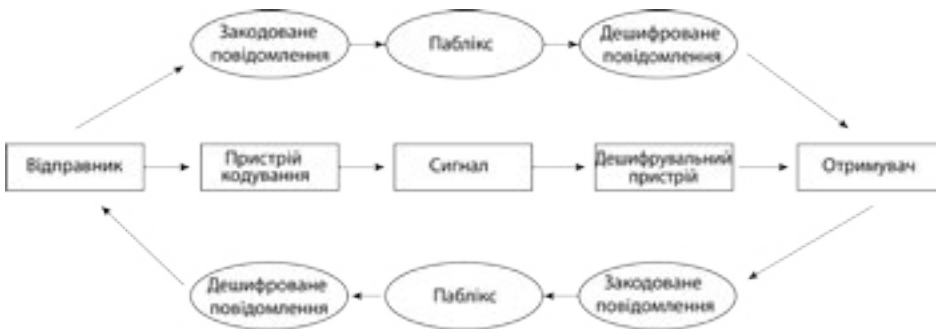 Закодоване
повідомлення
Паблікс
Дешифроване
повідомлення
Відправник
Пристрій
кодування
Сигнал
Дешифрувальний
пристрій
Отримувач
Дешифроване
повідомлення
Паблікс
Закодоване
повідомлення